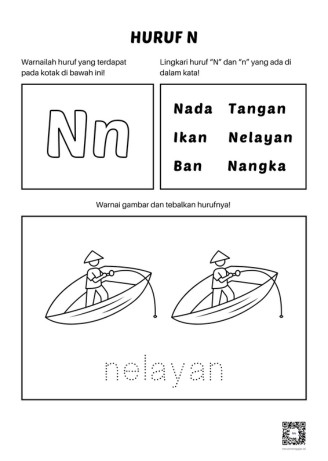 HURUF N
Warnailah huruf yang terdapat
pada kotak di bawah ini!
Lingkari huruf “N” dan “n” yang ada di
dalam kata!
Nn
Nada Tangan
Ikan Nelayan
Ban Nangka
Warnai gambar dan tebalkan hurufnya!
nelayan